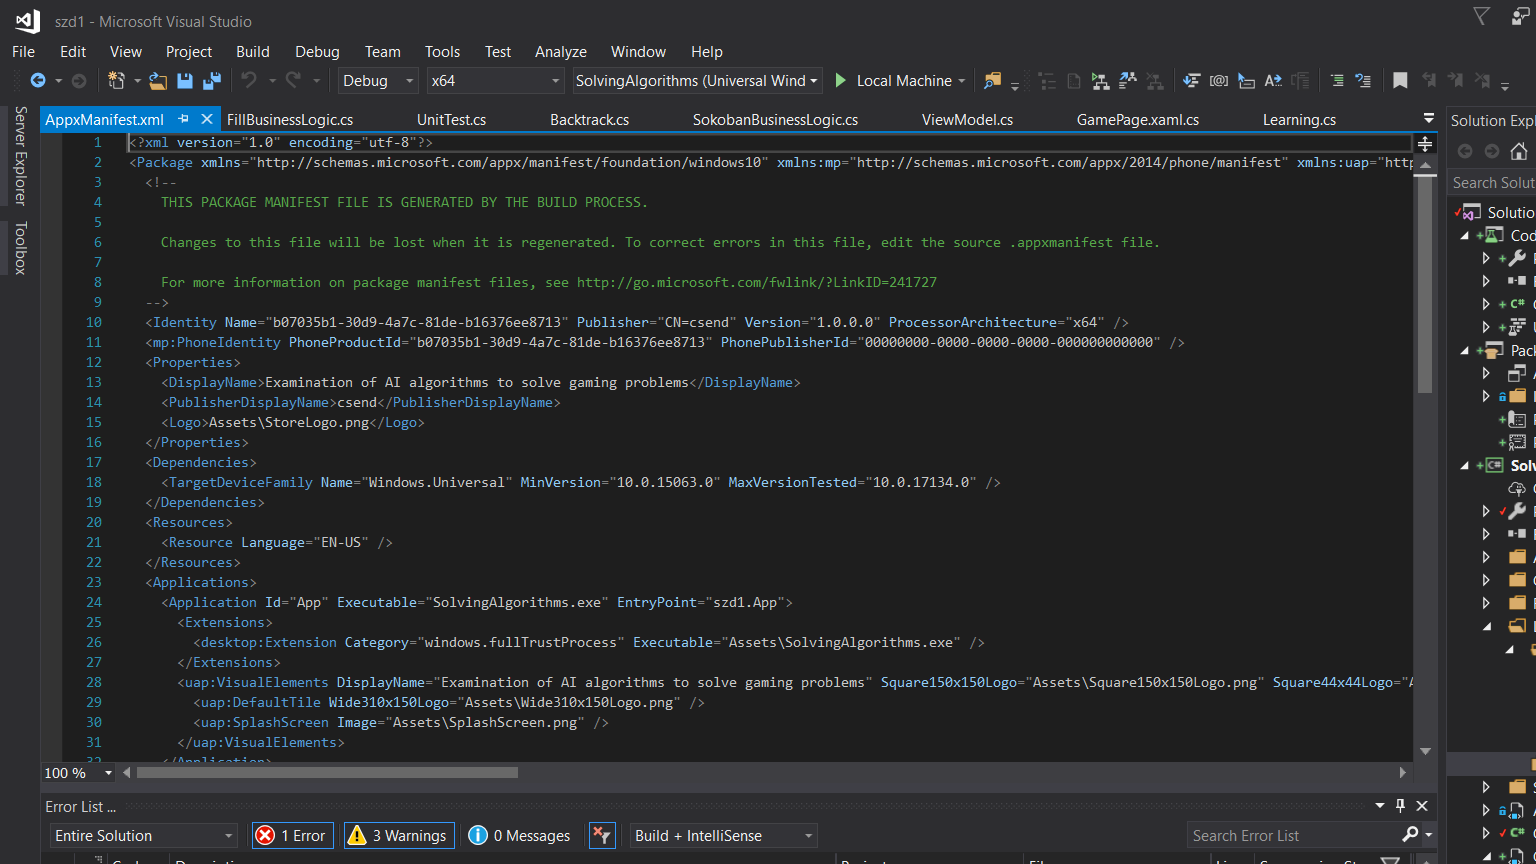 szd1 - Microsoft Visual Studio
File Edit View Project Build Debug Team Tools Test Analyze Window Help
Debug x64 SolvingAlgorithms (Universal Wind Local Machine
Server Explorer
Toolbox
AppxManifest.xml FillBusinessLogic.cs UnitTest.cs Backtrack.cs SokobanBusinessLogic.cs ViewModel.cs GamePage.xaml.cs Learning.cs
1 <?xml version="1.0" encoding="utf-8"?>
2 <Package xmlns="http://schemas.microsoft.com/appx/manifest/foundation/windows10" xmlns:mp="http://schemas.microsoft.com/appx/2014/phone/manifest" xmlns:uap="http
3 <!--
4 THIS PACKAGE MANIFEST FILE IS GENERATED BY THE BUILD PROCESS.
5
6 Changes to this file will be lost when it is regenerated. To correct errors in this file, edit the source .appxmanifest file.
7
8 For more information on package manifest files, see http://go.microsoft.com/fwlink/?LinkID=241727
9 -->
10 <Identity Name="b07035b1-30d9-4a7c-81de-b16376ee8713" Publisher="CN=csend" Version="1.0.0.0" ProcessorArchitecture="x64" />
11 <mp:PhoneIdentity PhoneProductId="b07035b1-30d9-4a7c-81de-b16376ee8713" PhonePublisherId="00000000-0000-0000-0000-000000000000" />
12 <Properties>
13 <DisplayName>Examination of AI algorithms to solve gaming problems</DisplayName>
14 <PublisherDisplayName>csend</PublisherDisplayName>
15 <Logo>Assets\StoreLogo.png</Logo>
16 </Properties>
17 <Dependencies>
18 <TargetDeviceFamily Name="Windows.Universal" MinVersion="10.0.15063.0" MaxVersionTested="10.0.17134.0" />
19 </Dependencies>
20 <Resources>
21 <Resource Language="EN-US" />
22 </Resources>
23 <Applications>
24 <Application Id="App" Executable="SolvingAlgorithms.exe" EntryPoint="szd1.App">
25 <Extensions>
26 <desktop:Extension Category="windows.fullTrustProcess" Executable="Assets\SolvingAlgorithms.exe" />
27 </Extensions>
28 <uap:VisualElements DisplayName="Examination of AI algorithms to solve gaming problems" Square150x150Logo="Assets\Square150x150Logo.png" Square44x44Logo="A
29 <uap:DefaultTile Wide310x150Logo="Assets\Wide310x150Logo.png" />
30 <uap:SplashScreen Image="Assets\SplashScreen.png" />
31 </uap:VisualElements>
32 </Application>
100 %
Solution Expl
Search Solut
Solutio
Cod
Pack
Solv
Error List ...
Entire Solution 1 Error 3 Warnings 0 Messages Build + IntelliSense Search Error List